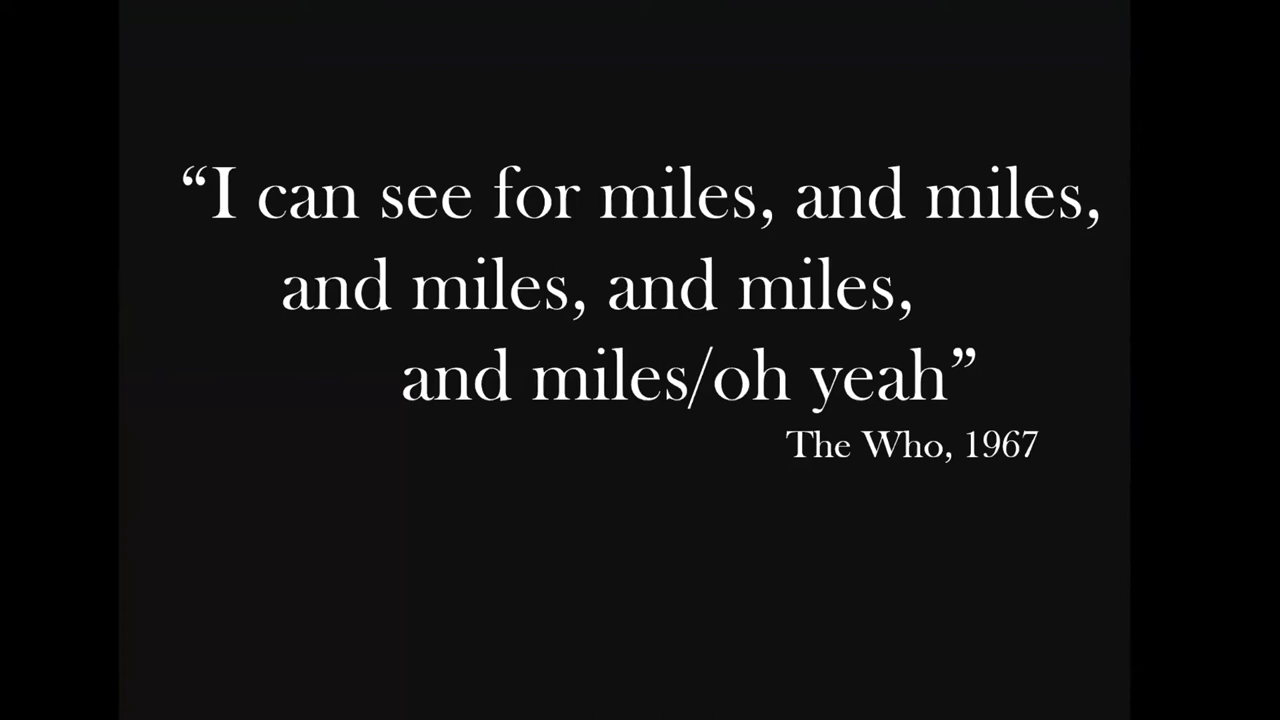 “I can see for miles, and miles,
and miles, and miles,
and miles/oh yeah”
The Who, 1967